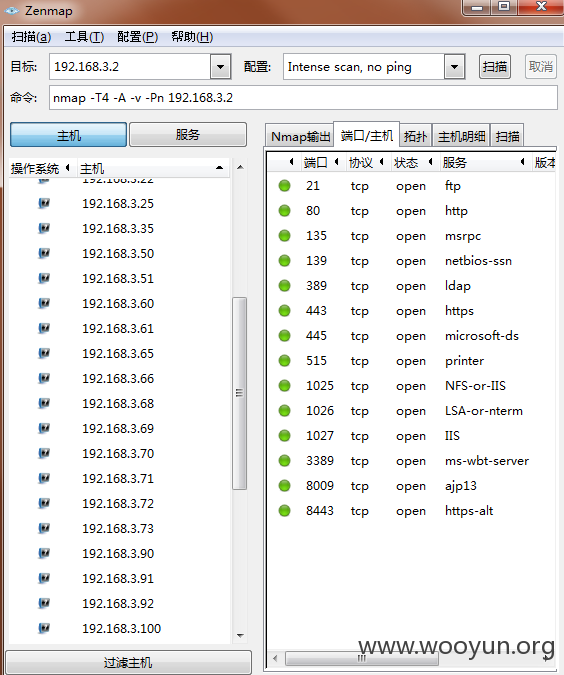 Zenmap
扫描(a) 工具(T) 配置(P) 帮助(H)
目标: 192.168.3.2 配置: Intense scan, no ping 扫描 取消
命令: nmap -T4 -A -v -Pn 192.168.3.2
主机 服务
操作系统 主机
192.168.3.22
192.168.3.25
192.168.3.35
192.168.3.50
192.168.3.51
192.168.3.60
192.168.3.61
192.168.3.65
192.168.3.66
192.168.3.68
192.168.3.69
192.168.3.70
192.168.3.71
192.168.3.72
192.168.3.73
192.168.3.90
192.168.3.91
192.168.3.92
192.168.3.100
过滤主机
Nmap输出 端口/主机 拓扑 主机明细 扫描
端口 协议 状态 服务 版本
21 tcp open ftp
80 tcp open http
135 tcp open msrpc
139 tcp open netbios-ssn
389 tcp open ldap
443 tcp open https
445 tcp open microsoft-ds
515 tcp open printer
1025 tcp open NFS-or-IIS
1026 tcp open LSA-or-nterm
1027 tcp open IIS
3389 tcp open ms-wbt-server
8009 tcp open ajp13
8443 tcp open https-alt
www.wooyun.org